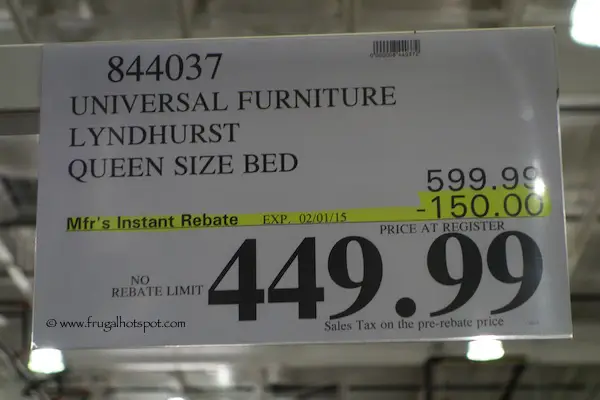 844037
UNIVERSAL FURNITURE
LYNDHURST
QUEEN SIZE BED
599.99
Mfr's Instant Rebate EXP. 02/01/15 -150.00
PRICE AT REGISTER
NO
REBATE LIMIT
449.99
Sales Tax on the pre-rebate price
© www.frugalhotspot.com